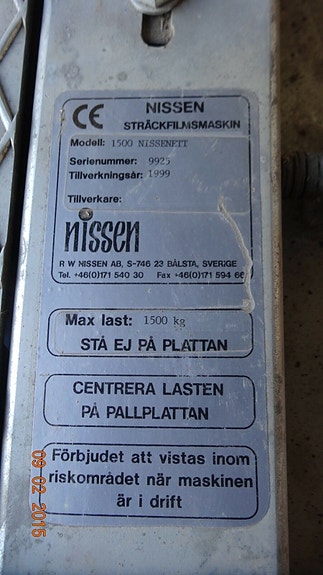 CE NISSEN
STRÄCKFILMSMASKIN
Modell: 1500 NISSENETT
Serienummer: 9925
Tillverkningsår: 1999
Tillverkare:
nissen
R W NISSEN AB, S-746 23 BÅLSTA, SVERIGE
Tel. +46(0)171 540 30 Fax +46(0)171 594 66
Max last: 1500 kg
STÅ EJ PÅ PLATTAN
CENTRERA LASTEN
PÅ PALLPLATTAN
Förbjudet att vistas inom
riskområdet när maskinen
är i drift
09 02 2015